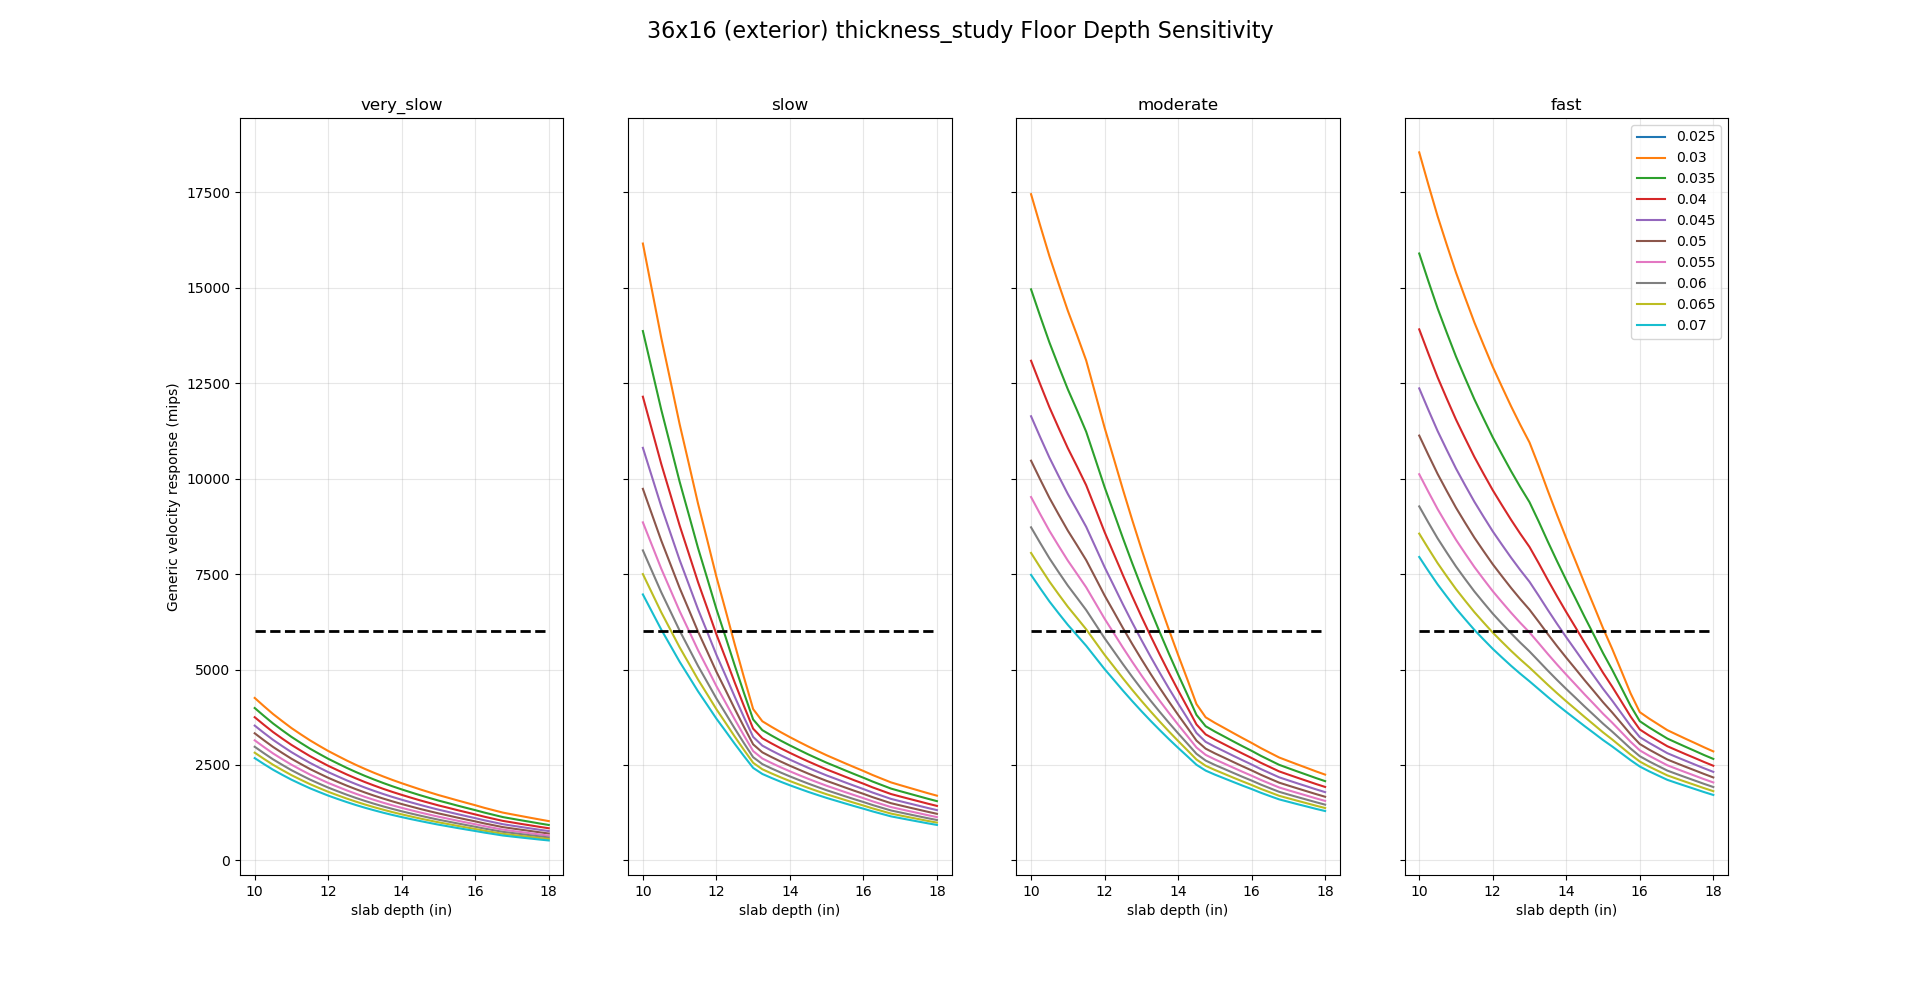 36x16 (exterior) thickness_study Floor Depth Sensitivity
very_slow
slow
moderate
fast
Generic velocity response (mips)
17500
15000
12500
10000
7500
5000
2500
0
10 12 14 16 18
slab depth (in)
10 12 14 16 18
slab depth (in)
10 12 14 16 18
slab depth (in)
10 12 14 16 18
slab depth (in)
0.025
0.03
0.035
0.04
0.045
0.05
0.055
0.06
0.065
0.07